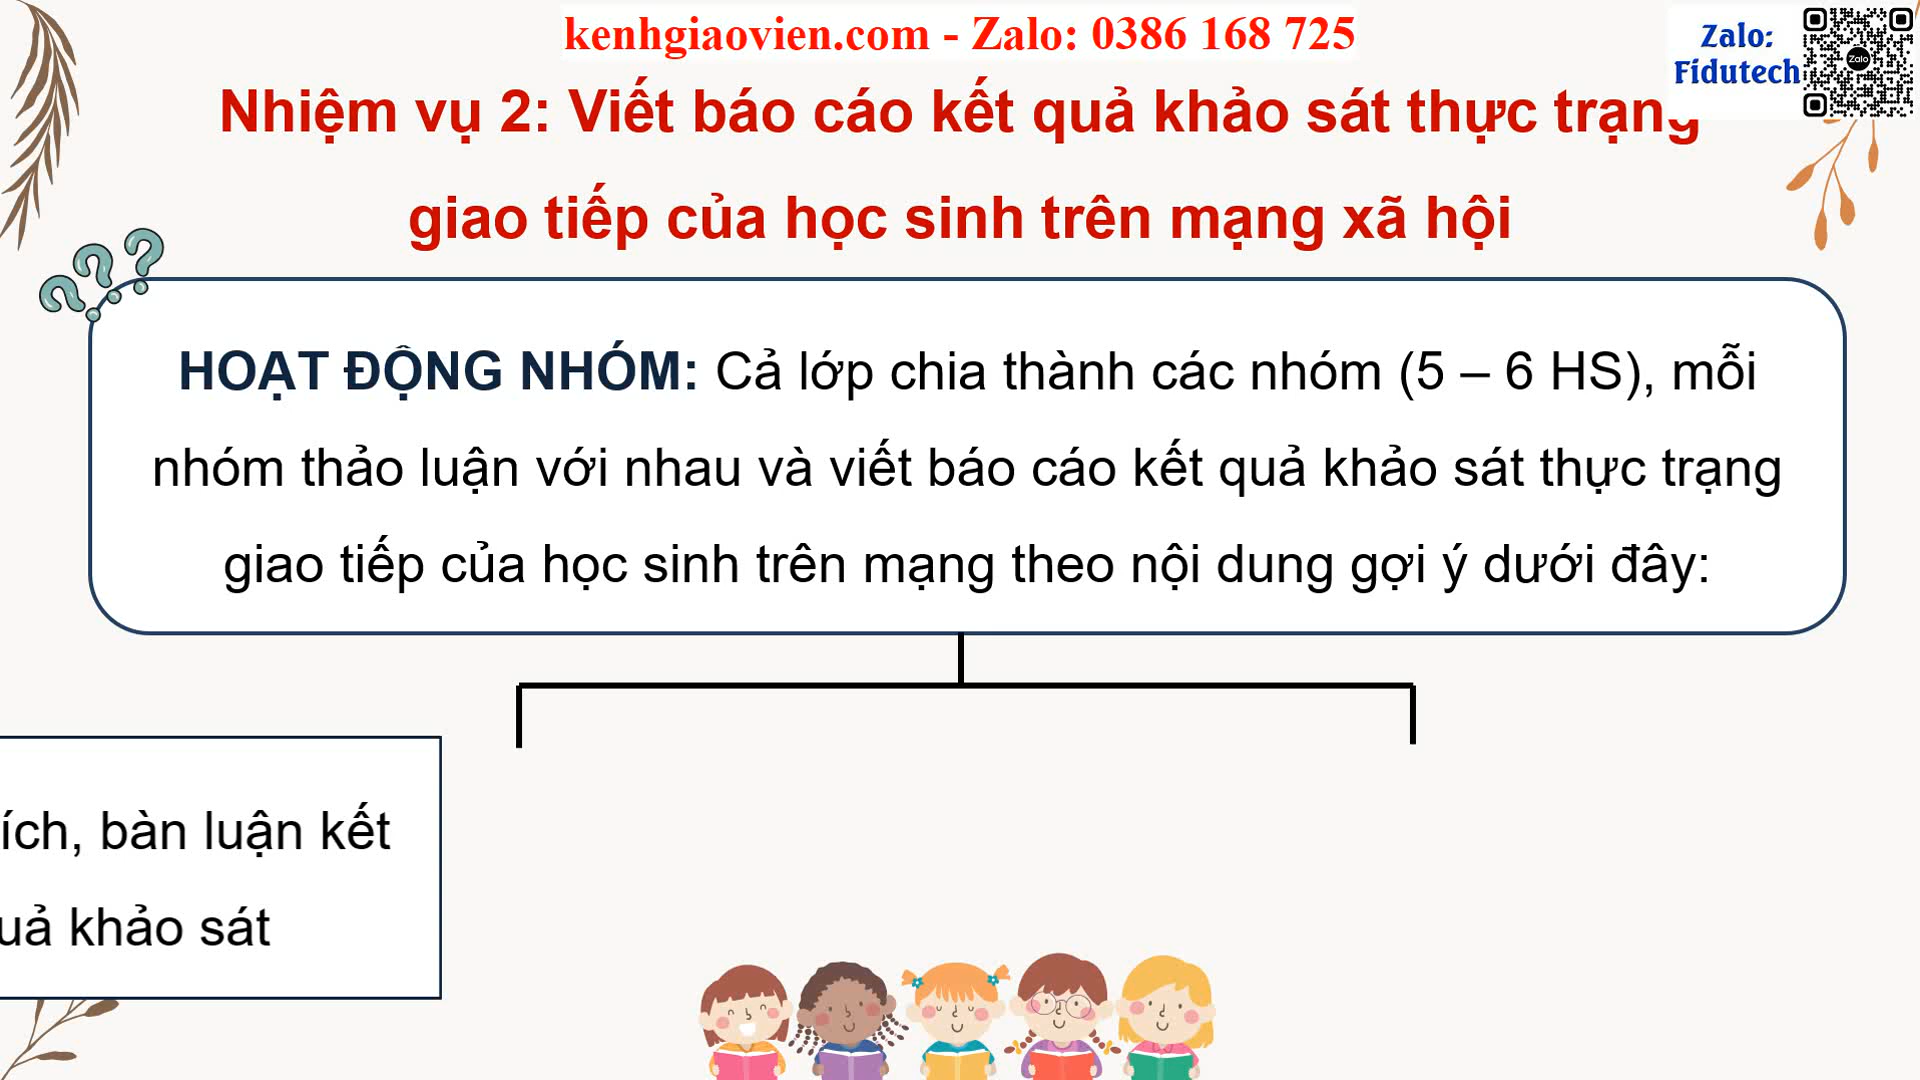 kenhgiaovien.com - Zalo: 0386 168 725
Zalo:
Fidutech
Zalo
Nhiệm vụ 2: Viết báo cáo kết quả khảo sát thực trạng
giao tiếp của học sinh trên mạng xã hội
HOẠT ĐỘNG NHÓM: Cả lớp chia thành các nhóm (5 – 6 HS), mỗi
nhóm thảo luận với nhau và viết báo cáo kết quả khảo sát thực trạng
giao tiếp của học sinh trên mạng theo nội dung gợi ý dưới đây:
ích, bàn luận kết
uả khảo sát